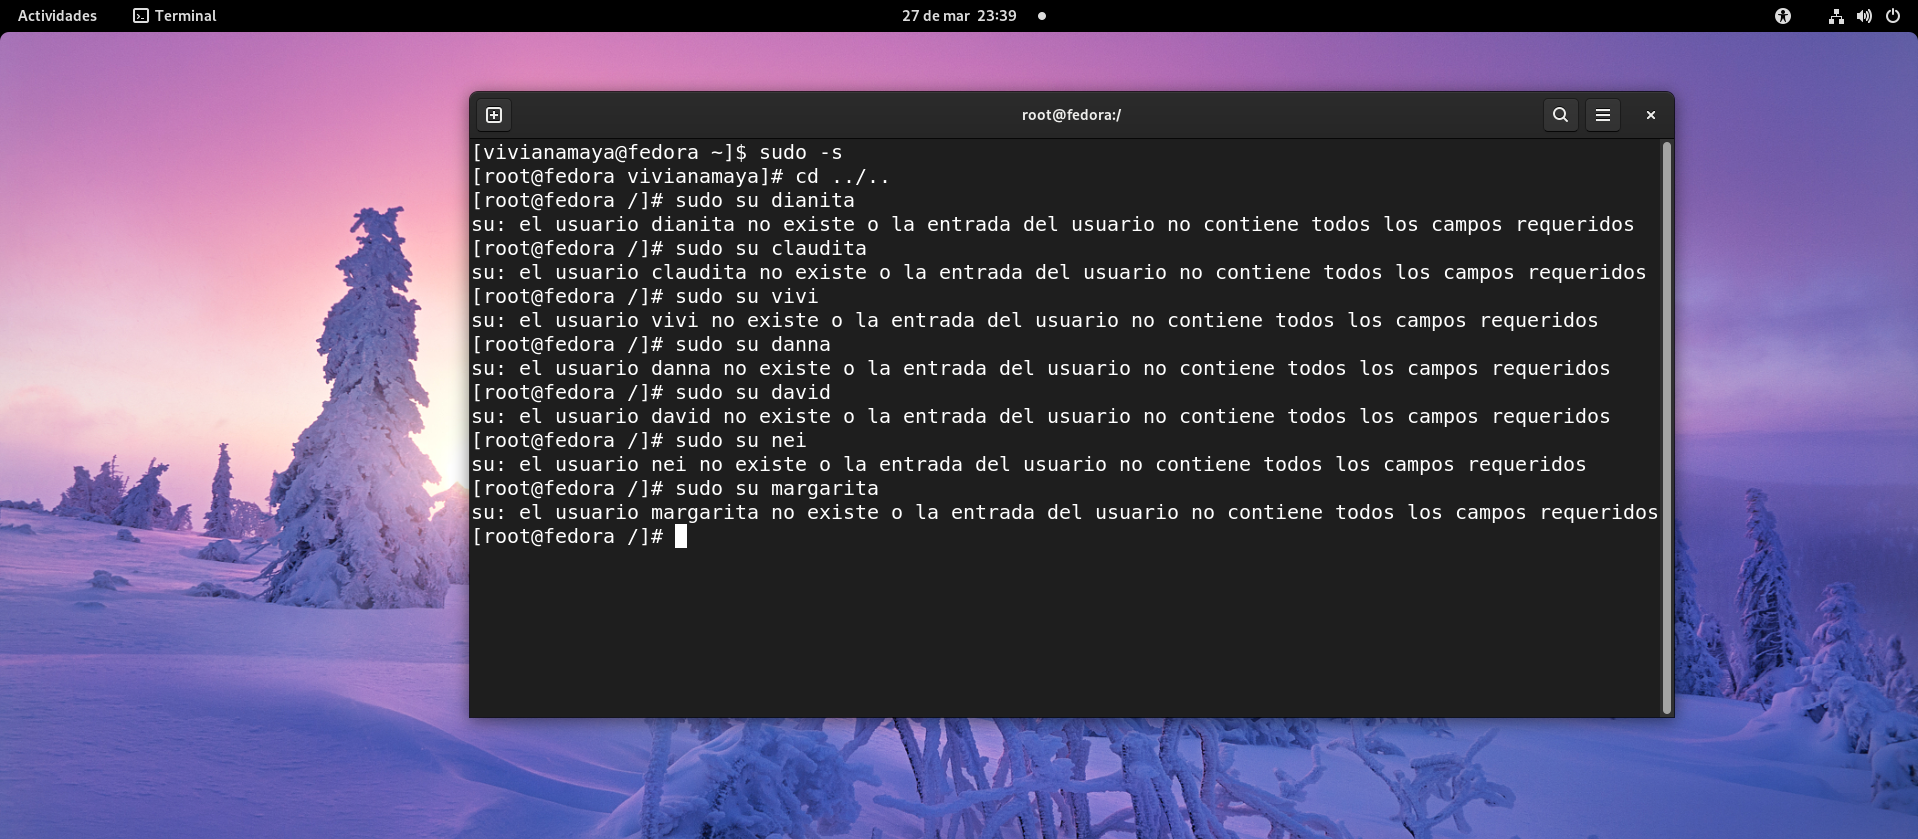 Actividades
Terminal
27 de mar 23:39
root@fedora:/
[vivianamaya@fedora ~]$ sudo -s
[root@fedora vivianamaya]# cd ../..
[root@fedora /]# sudo su dianita
su: el usuario dianita no existe o la entrada del usuario no contiene todos los campos requeridos
[root@fedora /]# sudo su claudita
su: el usuario claudita no existe o la entrada del usuario no contiene todos los campos requeridos
[root@fedora /]# sudo su vivi
su: el usuario vivi no existe o la entrada del usuario no contiene todos los campos requeridos
[root@fedora /]# sudo su danna
su: el usuario danna no existe o la entrada del usuario no contiene todos los campos requeridos
[root@fedora /]# sudo su david
su: el usuario david no existe o la entrada del usuario no contiene todos los campos requeridos
[root@fedora /]# sudo su nei
su: el usuario nei no existe o la entrada del usuario no contiene todos los campos requeridos
[root@fedora /]# sudo su margarita
su: el usuario margarita no existe o la entrada del usuario no contiene todos los campos requeridos
[root@fedora /]#